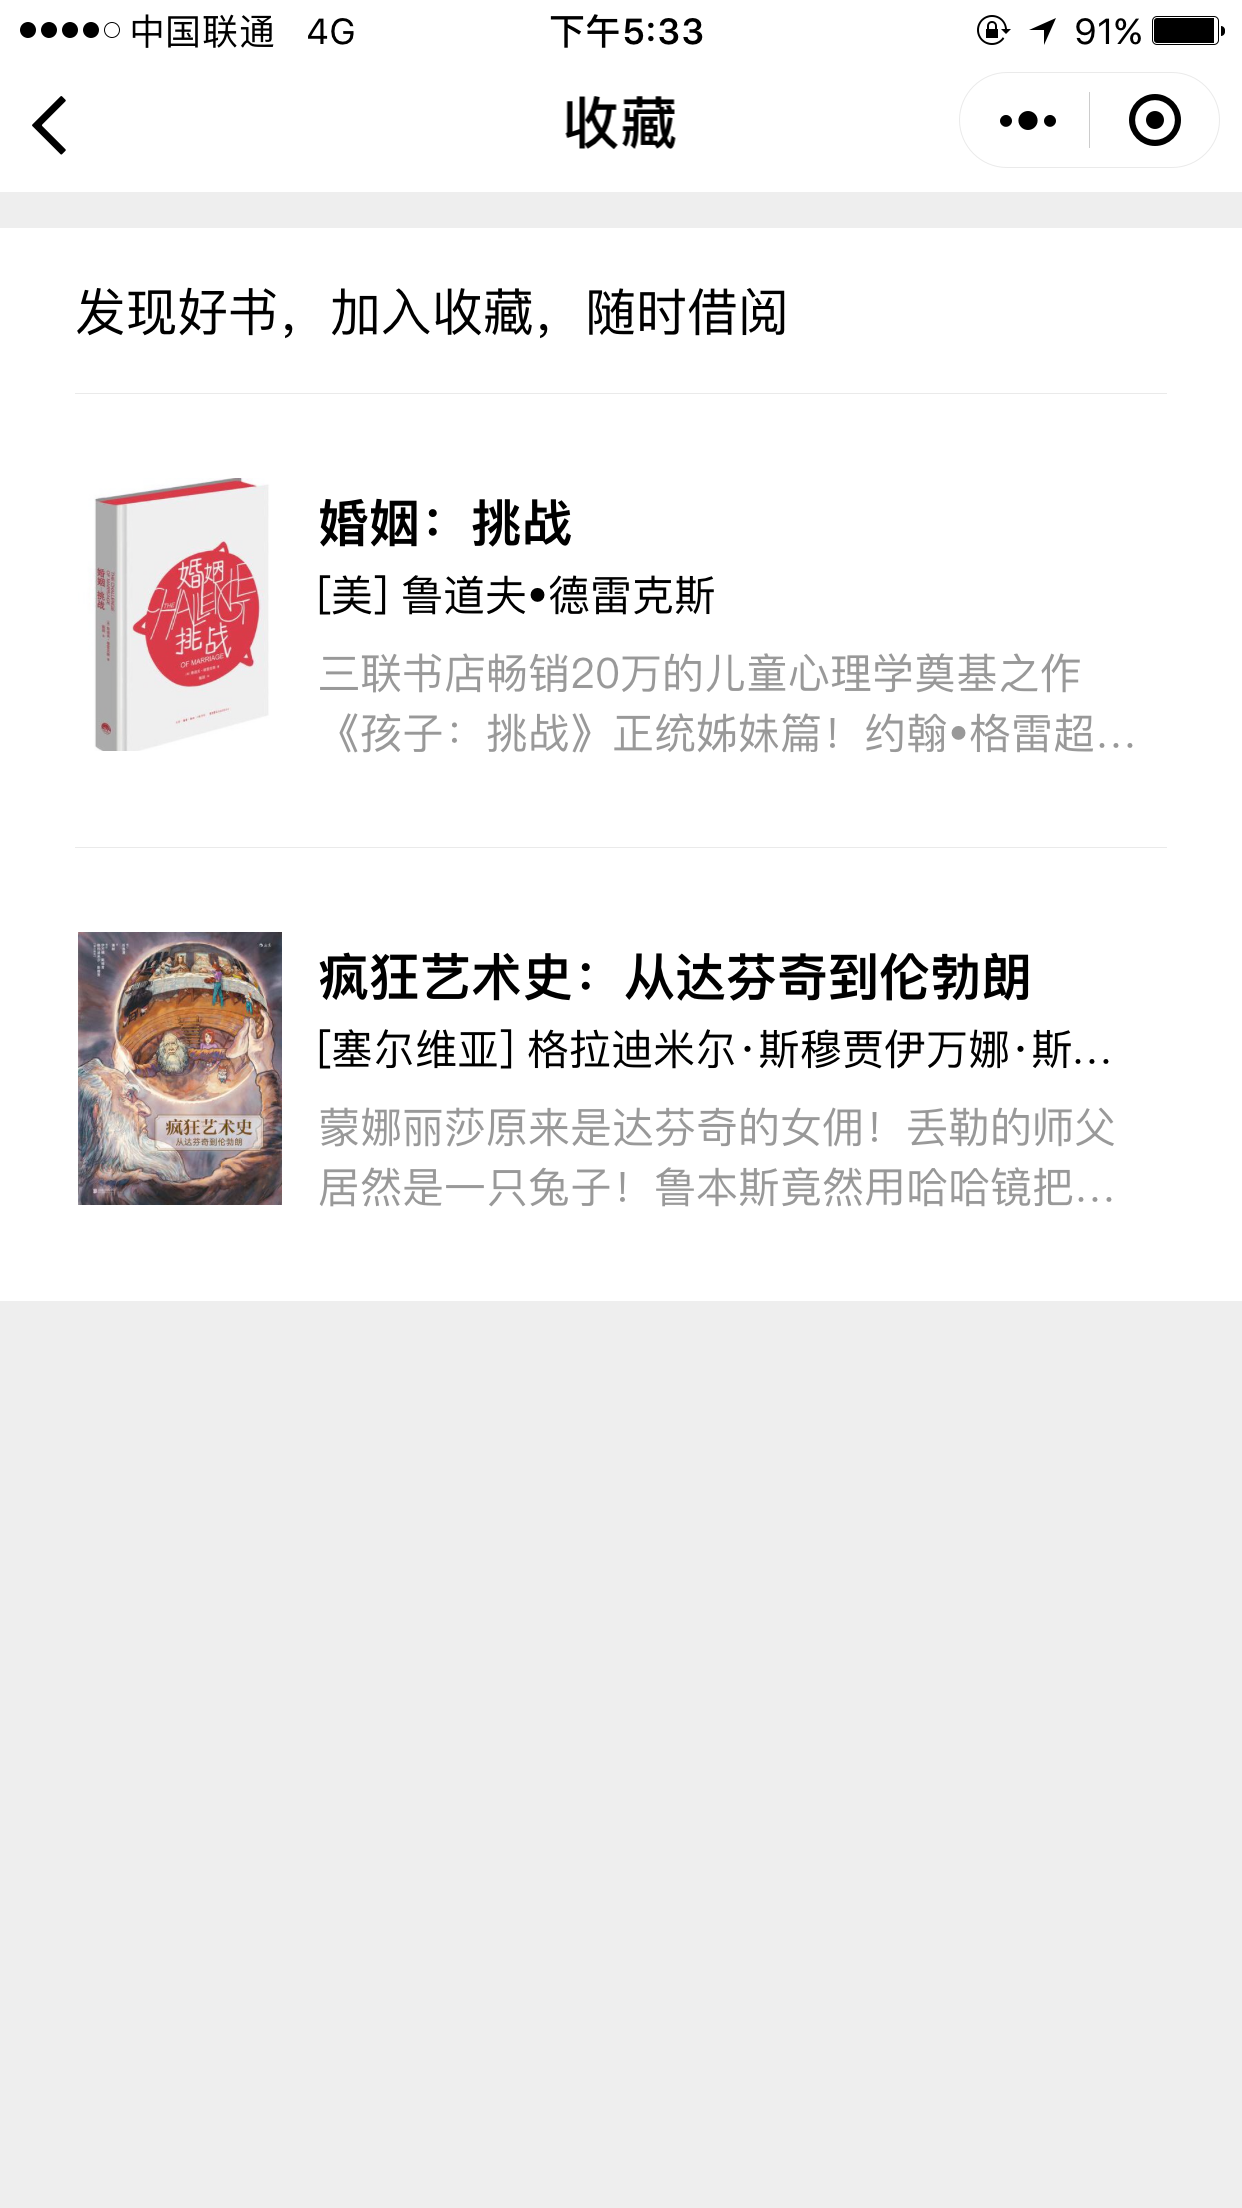 中国联通 4G 下午5:33 91%
收藏
发现好书，加入收藏，随时借阅
婚姻：挑战
[美] 鲁道夫•德雷克斯
三联书店畅销20万的儿童心理学奠基之作
《孩子：挑战》正统姊妹篇！约翰•格雷超...
婚姻
THE
CHALLENGE
挑战
OF MARRIAGE
婚姻：挑战
疯狂艺术史：从达芬奇到伦勃朗
[塞尔维亚] 格拉迪米尔·斯穆贾伊万娜·斯...
蒙娜丽莎原来是达芬奇的女佣！丢勒的师父
居然是一只兔子！鲁本斯竟然用哈哈镜把...
疯狂艺术史
从达芬奇到伦勃朗